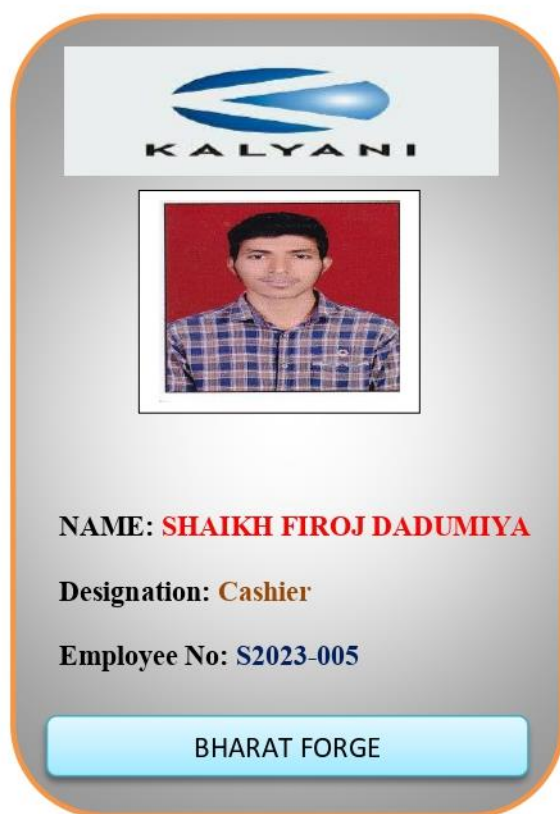 KALYANI
NAME: SHAIKH FIROJ DADUMIYA
Designation: Cashier
Employee No: S2023-005
BHARAT FORGE